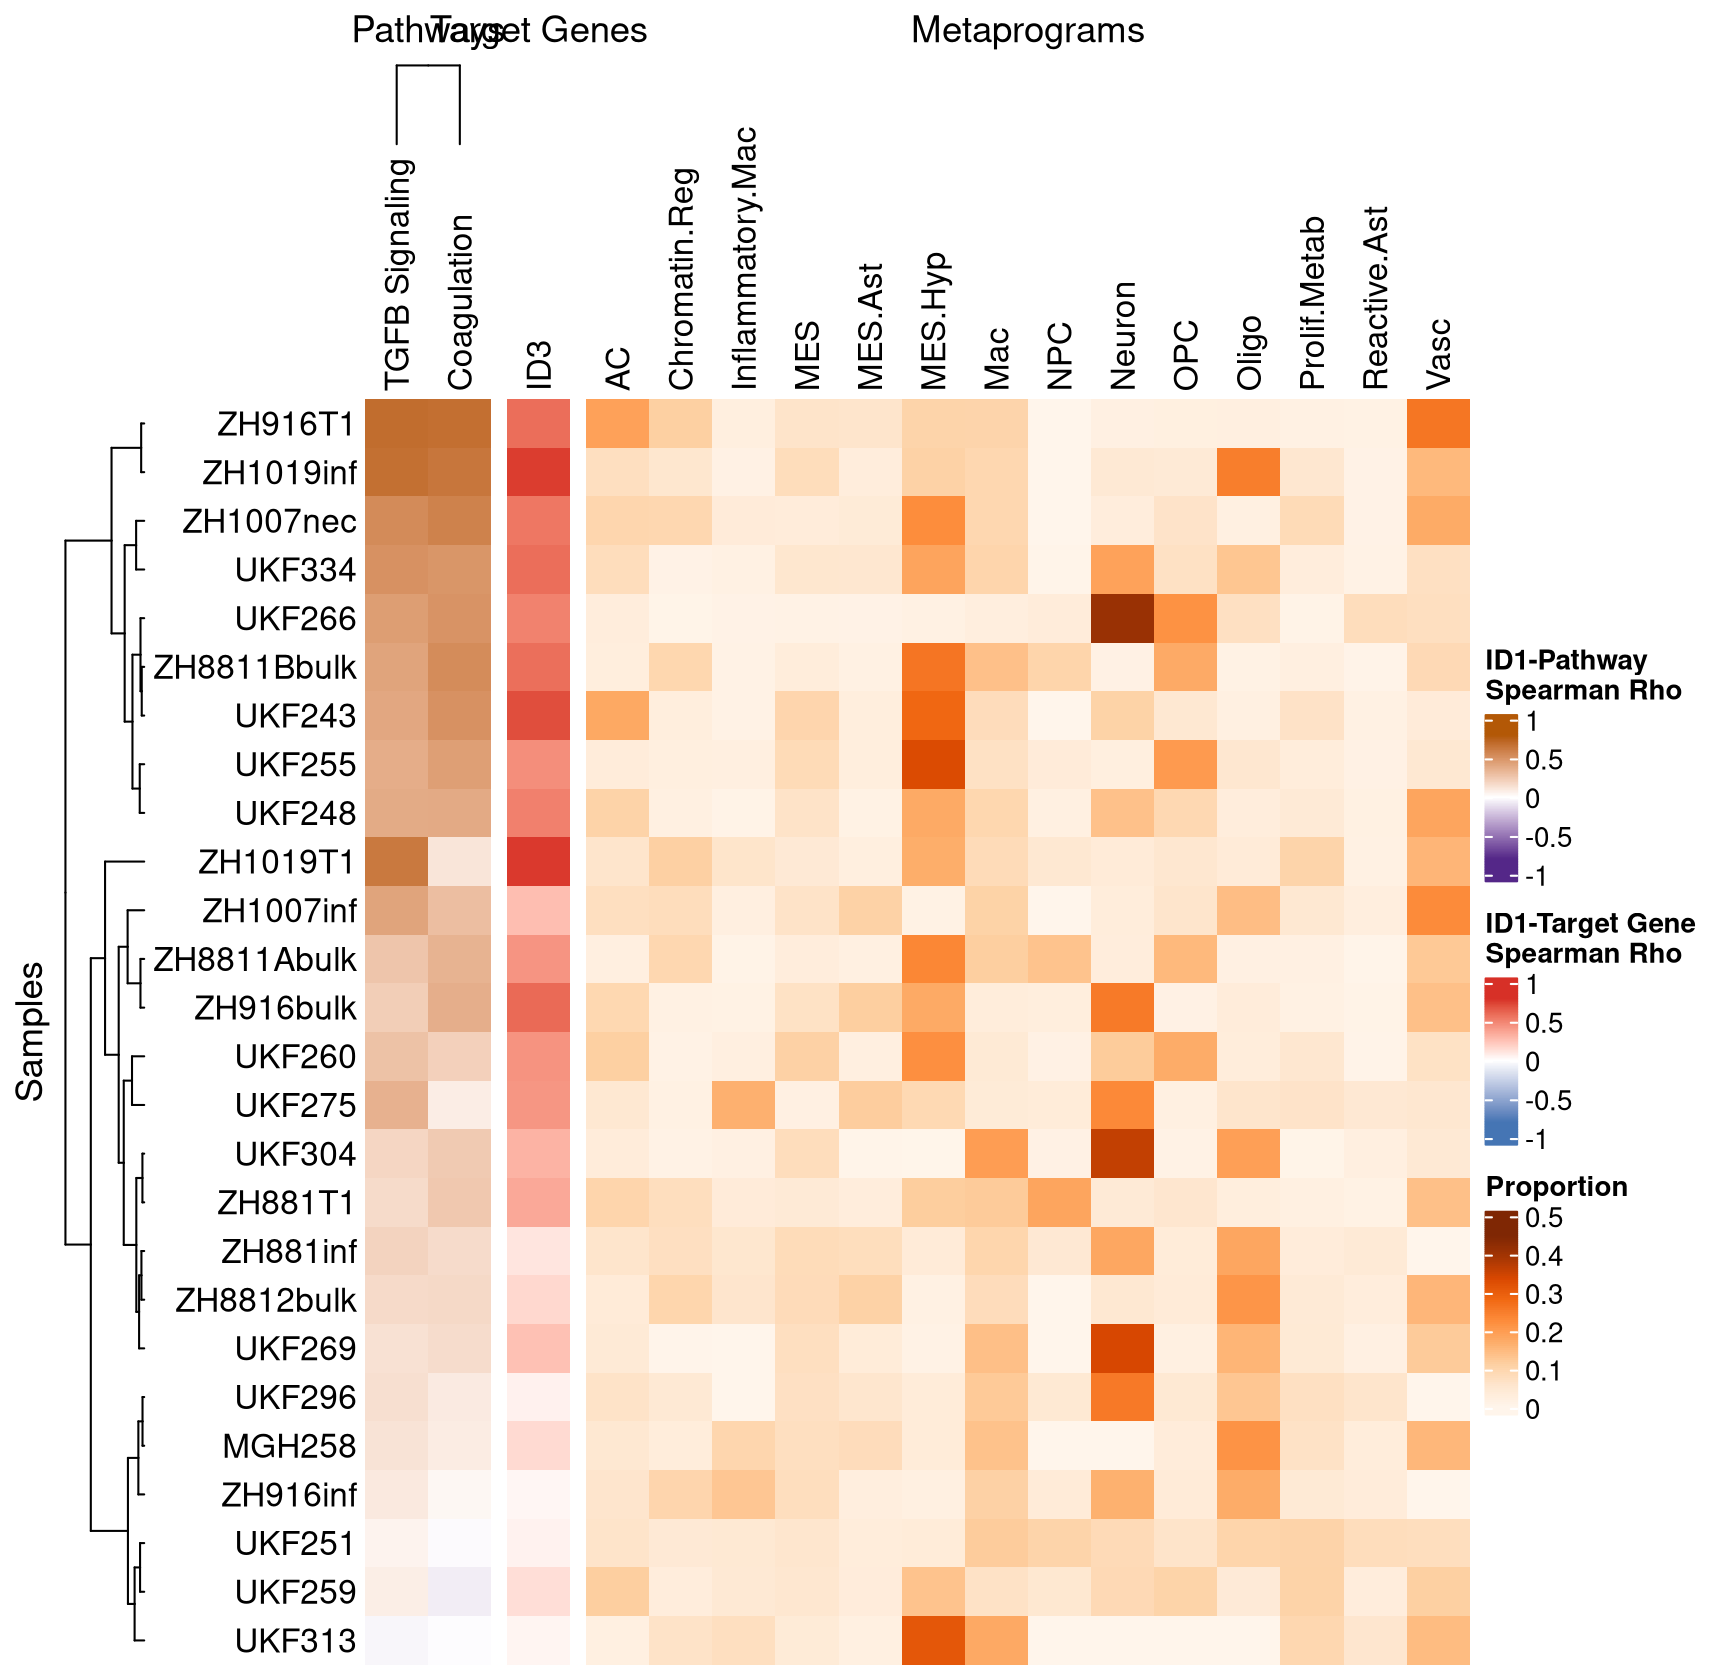 Pathways
Target Genes
Metaprograms
TGFB Signaling
Coagulation
ID3
AC
Chromatin.Reg
Inflammatory.Mac
MES
MES.Ast
MES.Hyp
Mac
NPC
Neuron
OPC
Oligo
Prolif.Metab
Reactive.Ast
Vasc
Samples
ZH916T1
ZH1019inf
ZH1007nec
UKF334
UKF266
ZH8811Bbulk
UKF243
UKF255
UKF248
ZH1019T1
ZH1007inf
ZH8811Abulk
ZH916bulk
UKF260
UKF275
UKF304
ZH881T1
ZH881inf
ZH8812bulk
UKF269
UKF296
MGH258
ZH916inf
UKF251
UKF259
UKF313
ID1-Pathway
Spearman Rho
1
0.5
0
-0.5
-1
ID1-Target Gene
Spearman Rho
1
0.5
0
-0.5
-1
Proportion
0.5
0.4
0.3
0.2
0.1
0